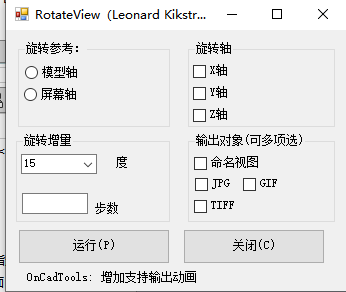 RotateView (Leonard Kikstr...
旋转参考:
模型轴
屏幕轴
旋转轴
X轴
Y轴
Z轴
旋转增量
15 度
步数
输出对象(可多项选)
命名视图
JPG GIF
TIFF
运行(P) 关闭(C)
OnCadTools: 增加支持输出动画